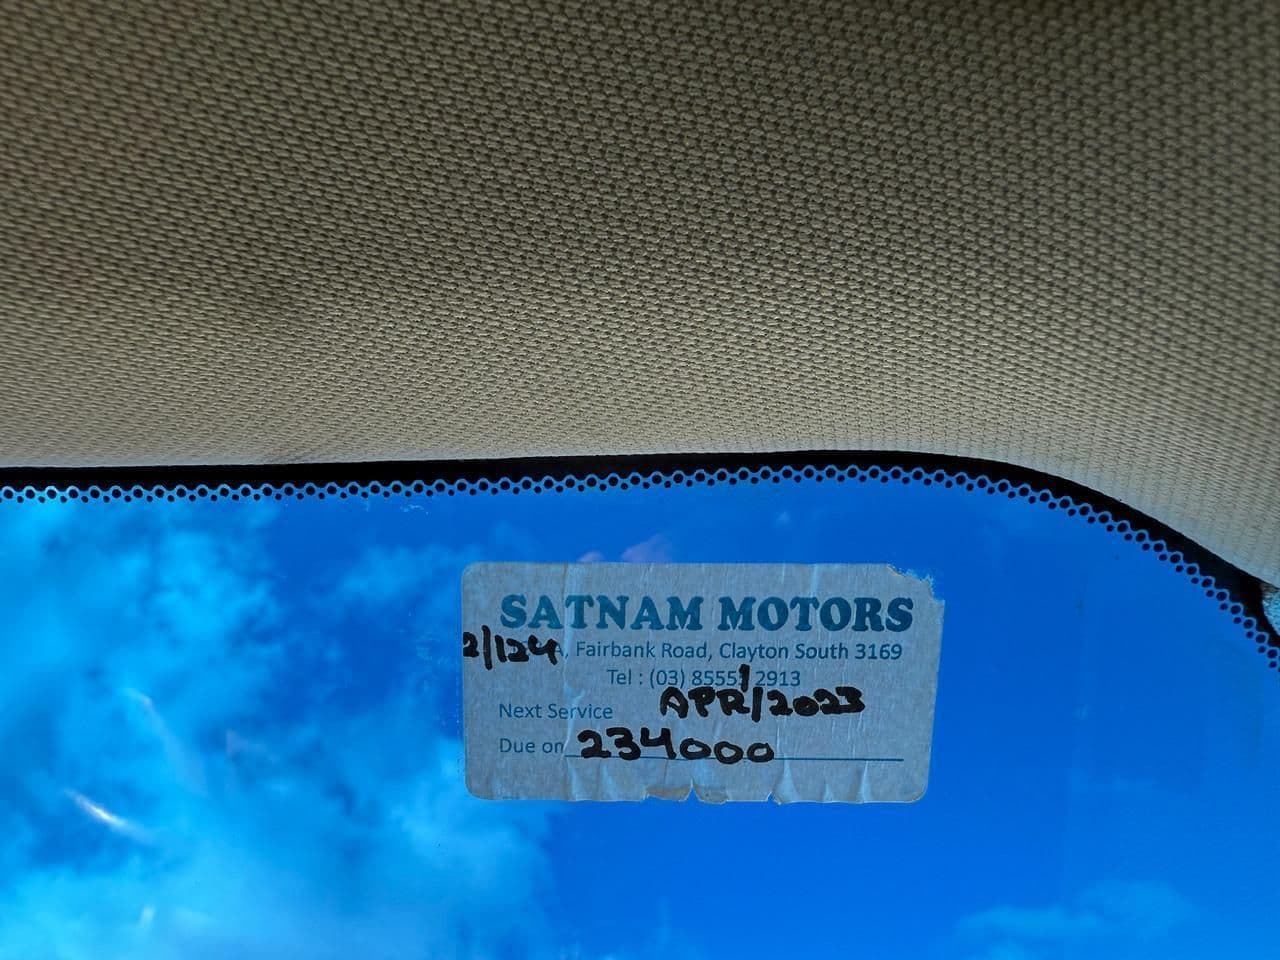 SATNAM MOTORS
2/124 A, Fairbank Road, Clayton South 3169
Tel : (03) 8555 2913
Next Service APR/2023
Due on 234000